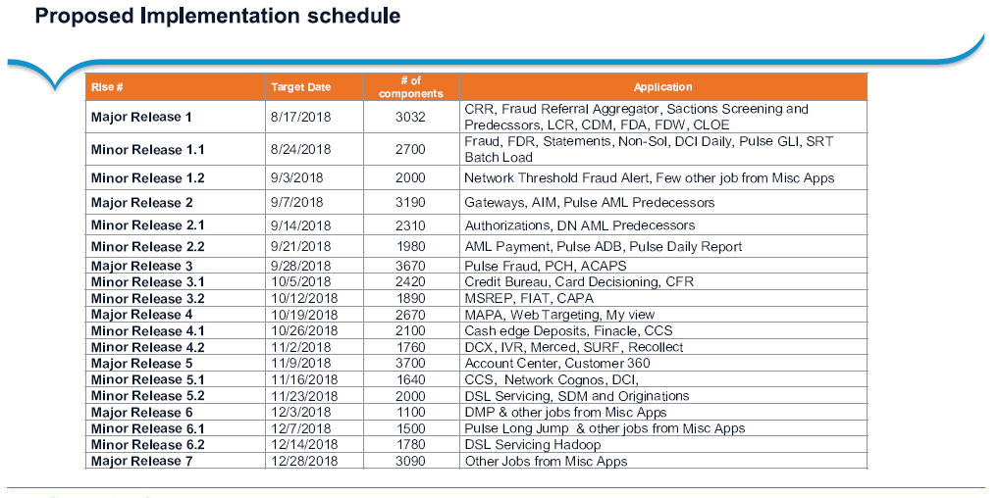 Proposed Implementation schedule
Rlse # Target Date # of components Application
Major Release 1 8/17/2018 3032 CRR, Fraud Referral Aggregator, Sactions Screening and
Predecssors, LCR, CDM, FDA, FDW, CLOE
Minor Release 1.1 8/24/2018 2700 Fraud, FDR, Statements, Non-Sol, DCI Daily, Pulse GLI, SRT
Batch Load
Minor Release 1.2 9/3/2018 2000 Network Threshold Fraud Alert, Few other job from Misc Apps
Major Release 2 9/7/2018 3190 Gateways, AIM, Pulse AML Predecessors
Minor Release 2.1 9/14/2018 2310 Authorizations, DN AML Predecessors
Minor Release 2.2 9/21/2018 1980 AML Payment, Pulse ADB, Pulse Daily Report
Major Release 3 9/28/2018 3670 Pulse Fraud, PCH, ACAPS
Minor Release 3.1 10/5/2018 2420 Credit Bureau, Card Decisioning, CFR
Minor Release 3.2 10/12/2018 1890 MSREP, FIAT, CAPA
Major Release 4 10/19/2018 2670 MAPA, Web Targeting, My view
Minor Release 4.1 10/26/2018 2100 Cash edge Deposits, Finacle, CCS
Minor Release 4.2 11/2/2018 1760 DCX, IVR, Merced, SURF, Recollect
Major Release 5 11/9/2018 3700 Account Center, Customer 360
Minor Release 5.1 11/16/2018 1640 CCS, Network Cognos, DCI,
Minor Release 5.2 11/23/2018 2000 DSL Servicing, SDM and Originations
Major Release 6 12/3/2018 1100 DMP & other jobs from Misc Apps
Minor Release 6.1 12/7/2018 1500 Pulse Long Jump & other jobs from Misc Apps
Minor Release 6.2 12/14/2018 1780 DSL Servicing Hadoop
Major Release 7 12/28/2018 3090 Other Jobs from Misc Apps